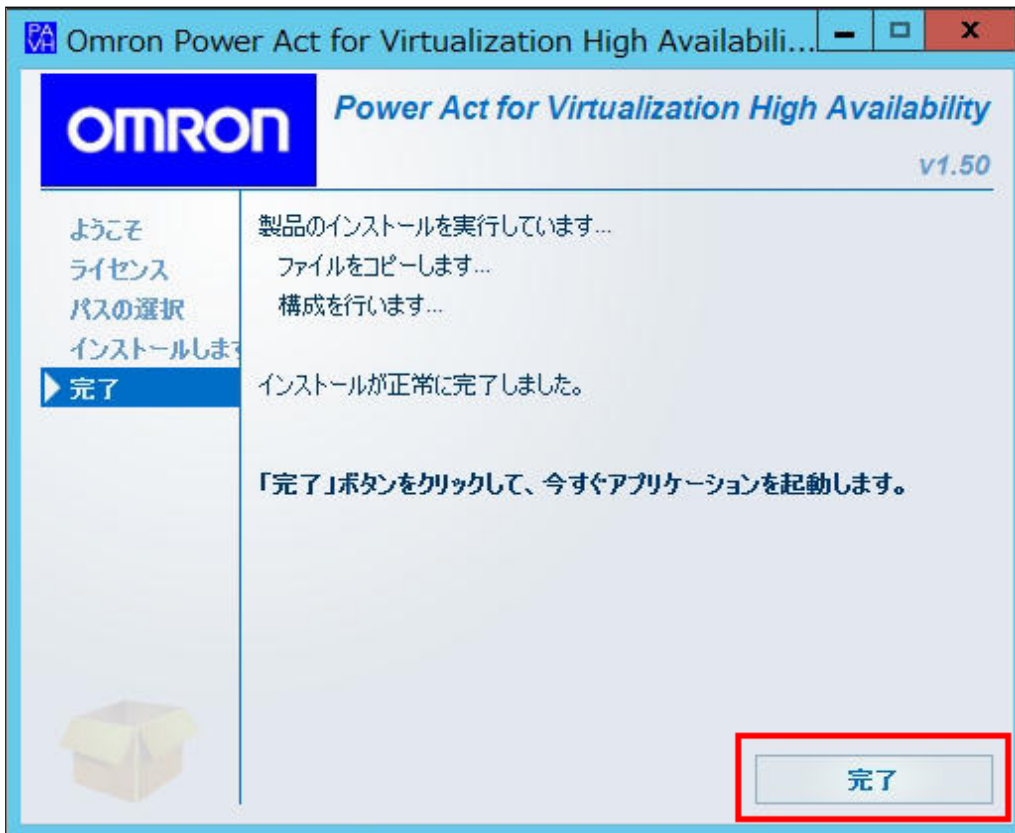 PA
VH
Omron Power Act for Virtualization High Availabili...
OMRON
Power Act for Virtualization High Availability
v1.50
ようこそ
ライセンス
パスの選択
インストールします
完了
製品のインストールを実行しています...
ファイルをコピーします...
構成を行います...
インストールが正常に完了しました。
「完了」ボタンをクリックして、今すぐアプリケーションを起動します。
完了